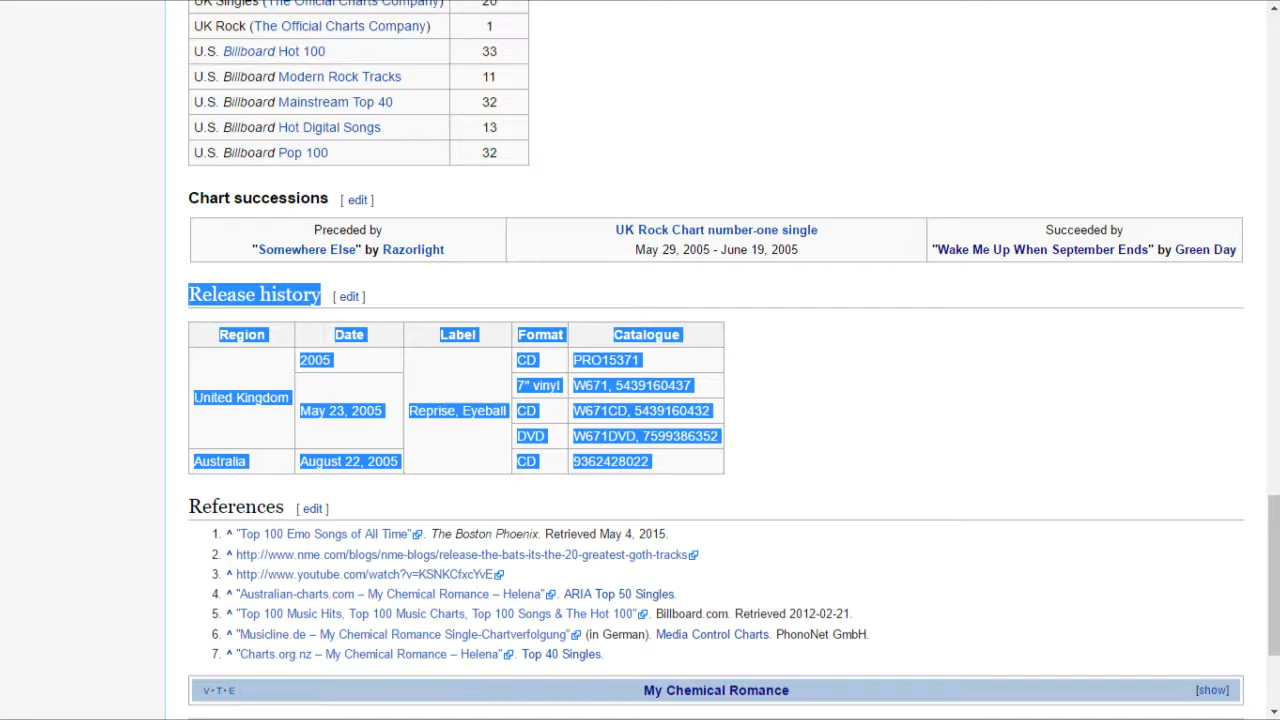 UK Singles (The Official Charts Company) 20
UK Rock (The Official Charts Company) 1
U.S. Billboard Hot 100 33
U.S. Billboard Modern Rock Tracks 11
U.S. Billboard Mainstream Top 40 32
U.S. Billboard Hot Digital Songs 13
U.S. Billboard Pop 100 32
Chart successions [ edit ]
Preceded by UK Rock Chart number-one single Succeeded by
"Somewhere Else" by Razorlight May 29, 2005 - June 19, 2005 "Wake Me Up When September Ends" by Green Day
Release history [ edit ]
Region Date Label Format Catalogue
2005 CD PRO15371
7" vinyl W671, 5439160437
United Kingdom
May 23, 2005 Reprise, Eyeball CD W671CD, 5439160432
DVD W671DVD, 7599386352
Australia August 22, 2005 CD 9362428022
References [ edit ]
1. ^ "Top 100 Emo Songs of All Time". The Boston Phoenix. Retrieved May 4, 2015.
2. ^ http://www.nme.com/blogs/nme-blogs/release-the-bats-its-the-20-greatest-goth-tracks
3. ^ http://www.youtube.com/watch?v=KSNKCfxcYvE
4. ^ "Australian-charts.com – My Chemical Romance – Helena". ARIA Top 50 Singles.
5. ^ "Top 100 Music Hits, Top 100 Music Charts, Top 100 Songs & The Hot 100". Billboard.com. Retrieved 2012-02-21.
6. ^ "Musicline.de – My Chemical Romance Single-Chartverfolgung" (in German). Media Control Charts. PhonoNet GmbH.
7. ^ "Charts.org.nz – My Chemical Romance – Helena". Top 40 Singles.
V · T · E My Chemical Romance [show]